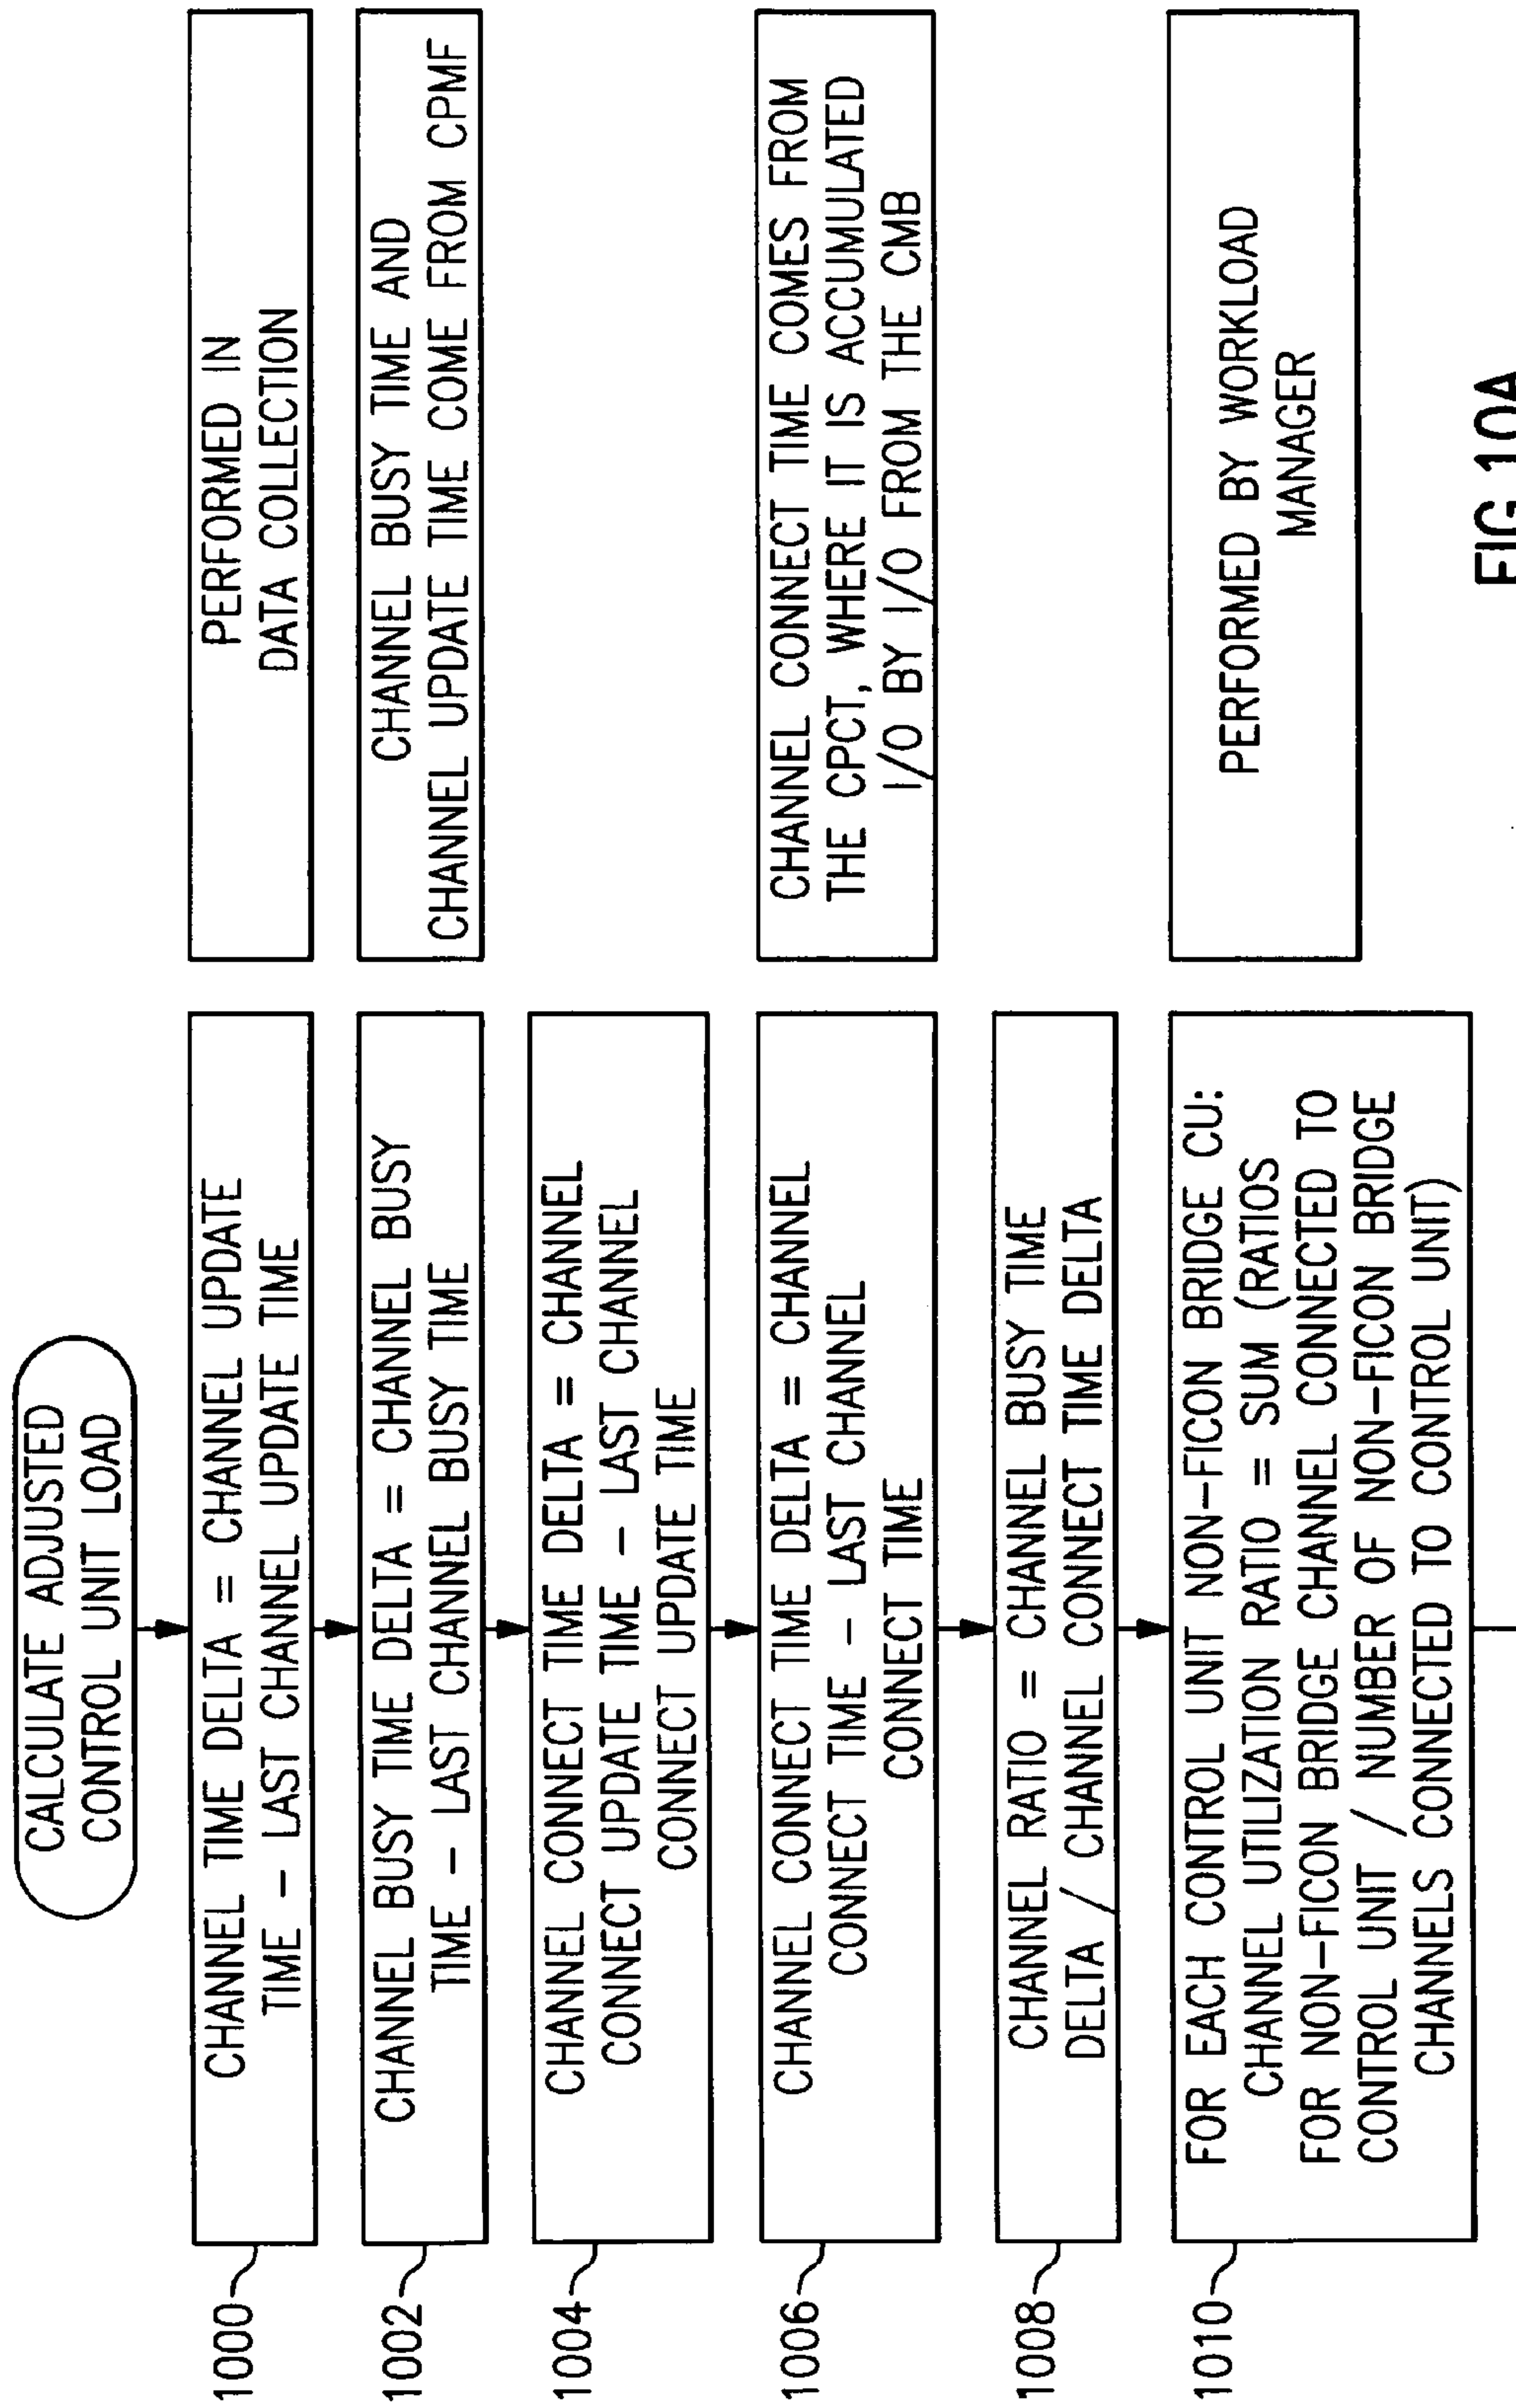 CALCULATE ADJUSTED
CONTROL UNIT LOAD
1000
CHANNEL TIME DELTA = CHANNEL UPDATE
TIME - LAST CHANNEL UPDATE TIME
PERFORMED IN
DATA COLLECTION
1002
CHANNEL BUSY TIME DELTA = CHANNEL BUSY
TIME - LAST CHANNEL BUSY TIME
CHANNEL BUSY TIME AND
CHANNEL UPDATE TIME COME FROM CPMF
1004
CHANNEL CONNECT TIME DELTA = CHANNEL
CONNECT UPDATE TIME - LAST CHANNEL
CONNECT UPDATE TIME
1006
CHANNEL CONNECT TIME DELTA = CHANNEL
CONNECT TIME - LAST CHANNEL
CONNECT TIME
CHANNEL CONNECT TIME COMES FROM
THE CPCT, WHERE IT IS ACCUMULATED
I/O BY I/O FROM THE CMB
1008
CHANNEL RATIO = CHANNEL BUSY TIME
DELTA / CHANNEL CONNECT TIME DELTA
1010
FOR EACH CONTROL UNIT NON-FICON BRIDGE CU:
CHANNEL UTILIZATION RATIO = SUM (RATIOS
FOR NON-FICON BRIDGE CHANNEL CONNECTED TO
CONTROL UNIT / NUMBER OF NON-FICON BRIDGE
CHANNELS CONNECTED TO CONTROL UNIT)
PERFORMED BY WORKLOAD
MANAGER
FIG.10A